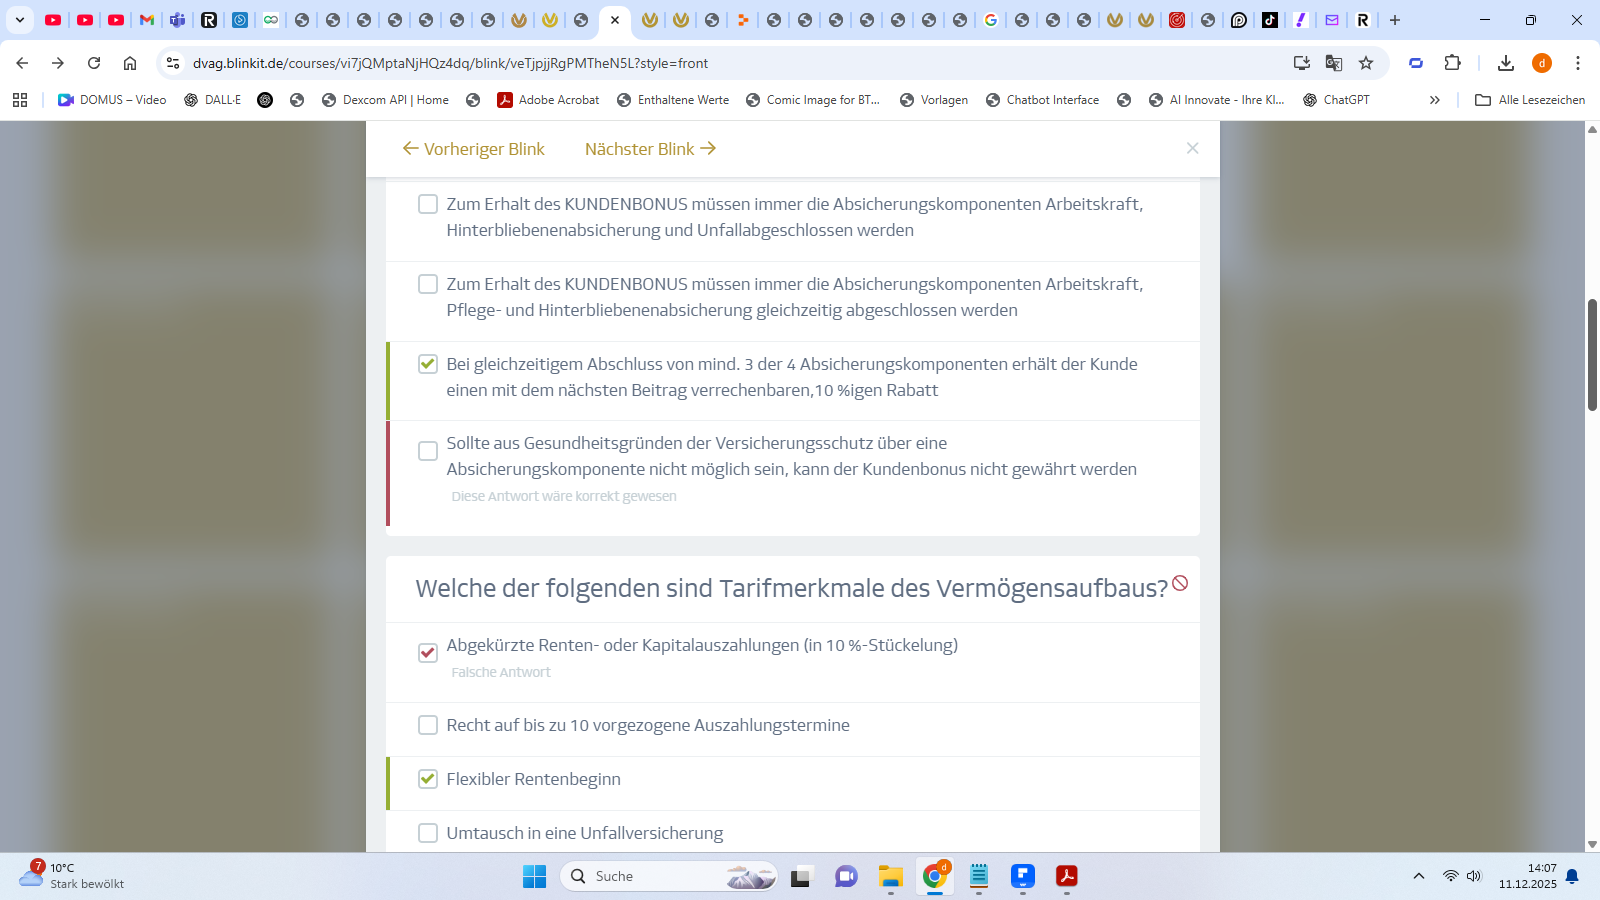 dvag.blinkit.de/courses/vi7jQMptaNjHQz4dq/blink/veTjpjjRgPMTheN5L?style=front
DOMUS – Video
DALL·E
Dexcom API | Home
Adobe Acrobat
Enthaltene Werte
Comic Image for BT...
Vorlagen
Chatbot Interface
AI Innovate - Ihre KI...
ChatGPT
Alle Lesezeichen
← Vorheriger Blink
Nächster Blink →
Zum Erhalt des KUNDENBONUS müssen immer die Absicherungskomponenten Arbeitskraft,
Hinterbliebenenabsicherung und Unfallabgeschlossen werden
Zum Erhalt des KUNDENBONUS müssen immer die Absicherungskomponenten Arbeitskraft,
Pflege- und Hinterbliebenenabsicherung gleichzeitig abgeschlossen werden
Bei gleichzeitigem Abschluss von mind. 3 der 4 Absicherungskomponenten erhält der Kunde
einen mit dem nächsten Beitrag verrechenbaren,10 %igen Rabatt
Sollte aus Gesundheitsgründen der Versicherungsschutz über eine
Absicherungskomponente nicht möglich sein, kann der Kundenbonus nicht gewährt werden
Diese Antwort wäre korrekt gewesen
Welche der folgenden sind Tarifmerkmale des Vermögensaufbaus?
Abgekürzte Renten- oder Kapitalauszahlungen (in 10 %-Stückelung)
Falsche Antwort
Recht auf bis zu 10 vorgezogene Auszahlungstermine
Flexibler Rentenbeginn
Umtausch in eine Unfallversicherung
7
10°C
Stark bewölkt
Suche
14:07
11.12.2025